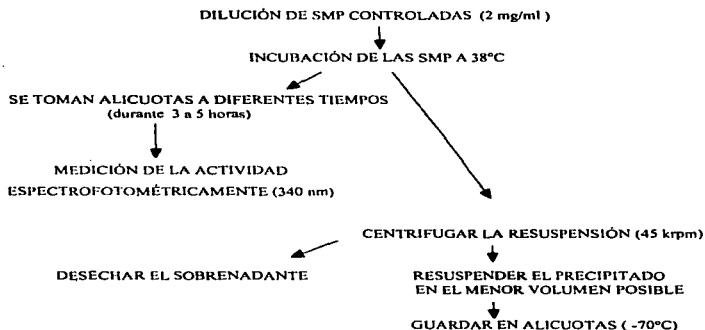 DILUCIÓN DE SMP CONTROLADAS (2 mg/ml )
INCUBACIÓN DE LAS SMP A 38ºC
SE TOMAN ALICUOTAS A DIFERENTES TIEMPOS
(durante 3 a 5 horas)
MEDICIÓN DE LA ACTIVIDAD
ESPECTROFOTOMÉTRICAMENTE (340 nm)
CENTRIFUGAR LA RESUSPENSIÓN (45 krpm)
DESECHAR EL SOBRENADANTE
RESUSPENDER EL PRECIPITADO
EN EL MENOR VOLUMEN POSIBLE
GUARDAR EN ALICUOTAS ( -70ºC)